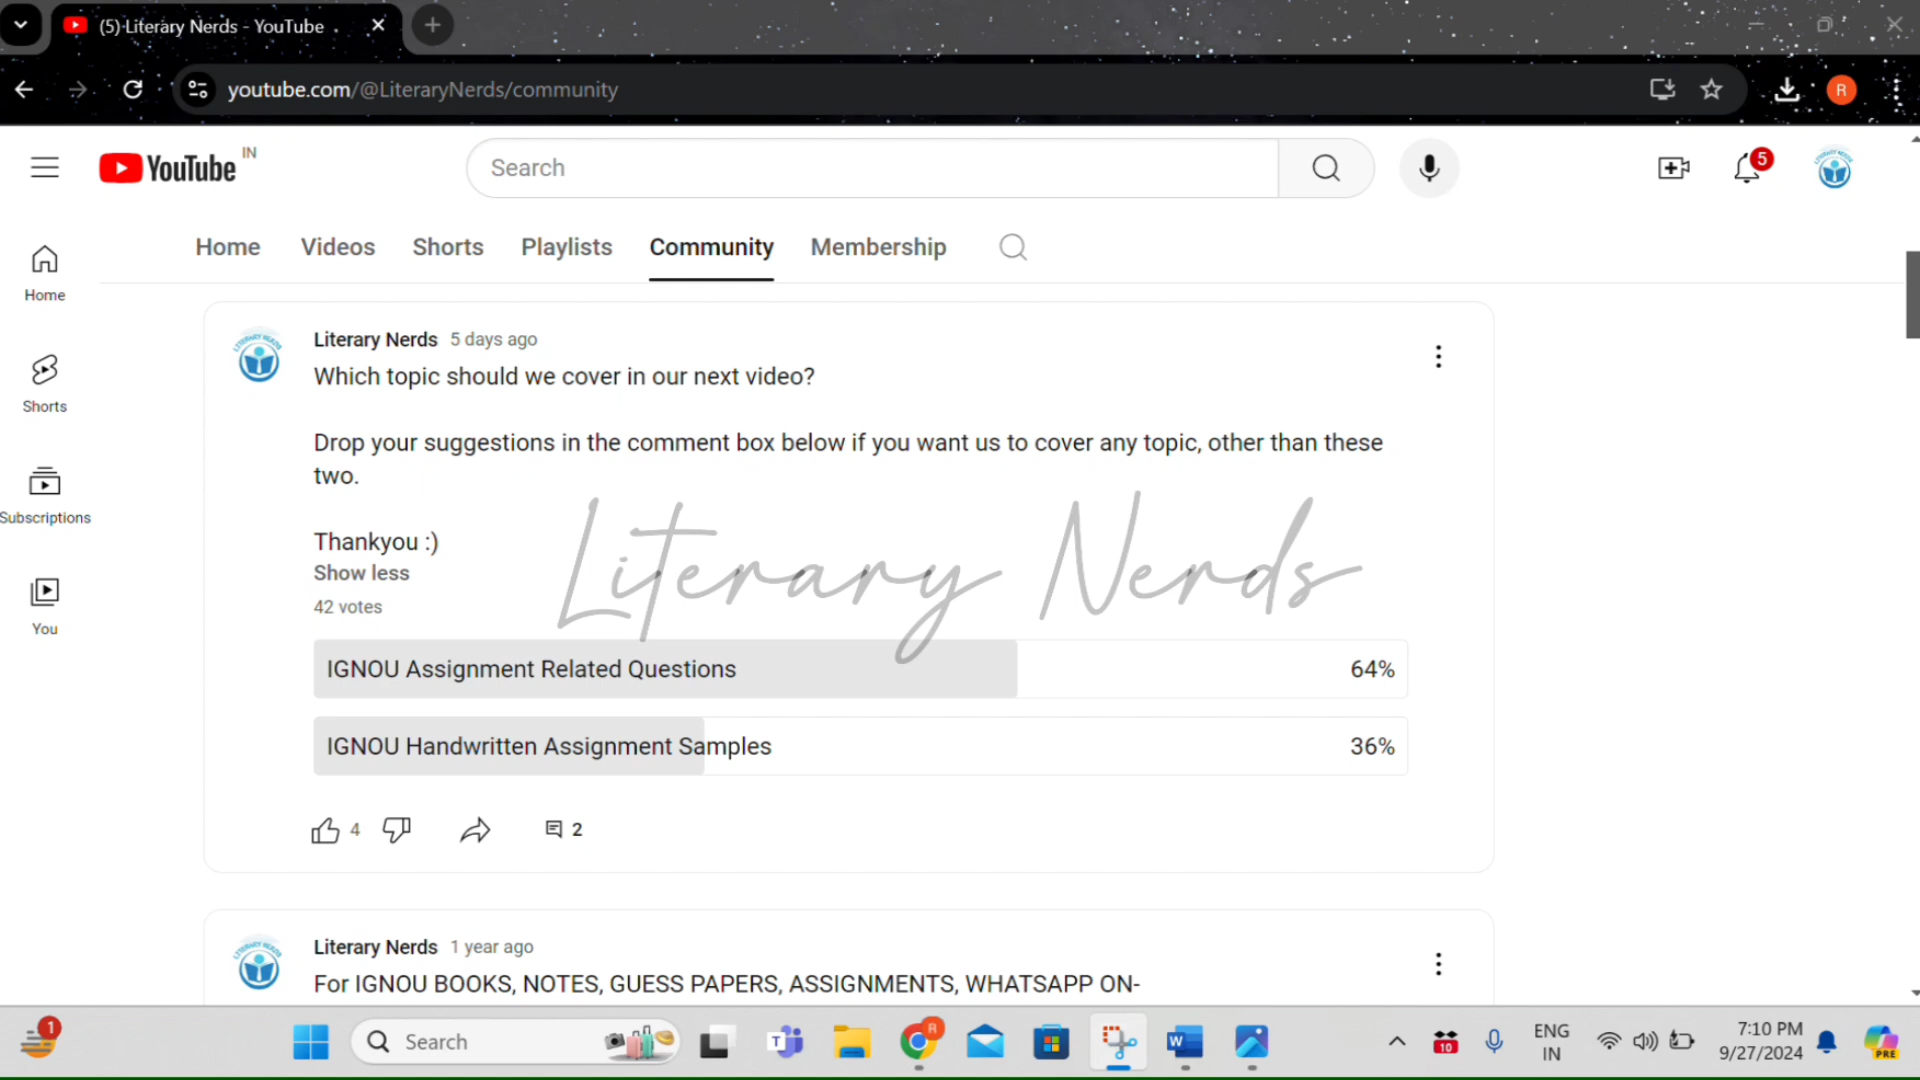 (5) Literary Nerds - YouTube
youtube.com/@LiteraryNerds/community
R
YouTube IN
Search
5
Home Videos Shorts Playlists Community Membership
Home
Shorts
Subscriptions
You
Literary Nerds 5 days ago
Which topic should we cover in our next video?
Drop your suggestions in the comment box below if you want us to cover any topic, other than these
two.
Thankyou :)
Show less
42 votes
Literary Nerds
IGNOU Assignment Related Questions 64%
IGNOU Handwritten Assignment Samples 36%
4 2
Literary Nerds 1 year ago
For IGNOU BOOKS, NOTES, GUESS PAPERS, ASSIGNMENTS, WHATSAPP ON-
1
Search
T
R
W
10
ENG
IN
7:10 PM
9/27/2024
PRE